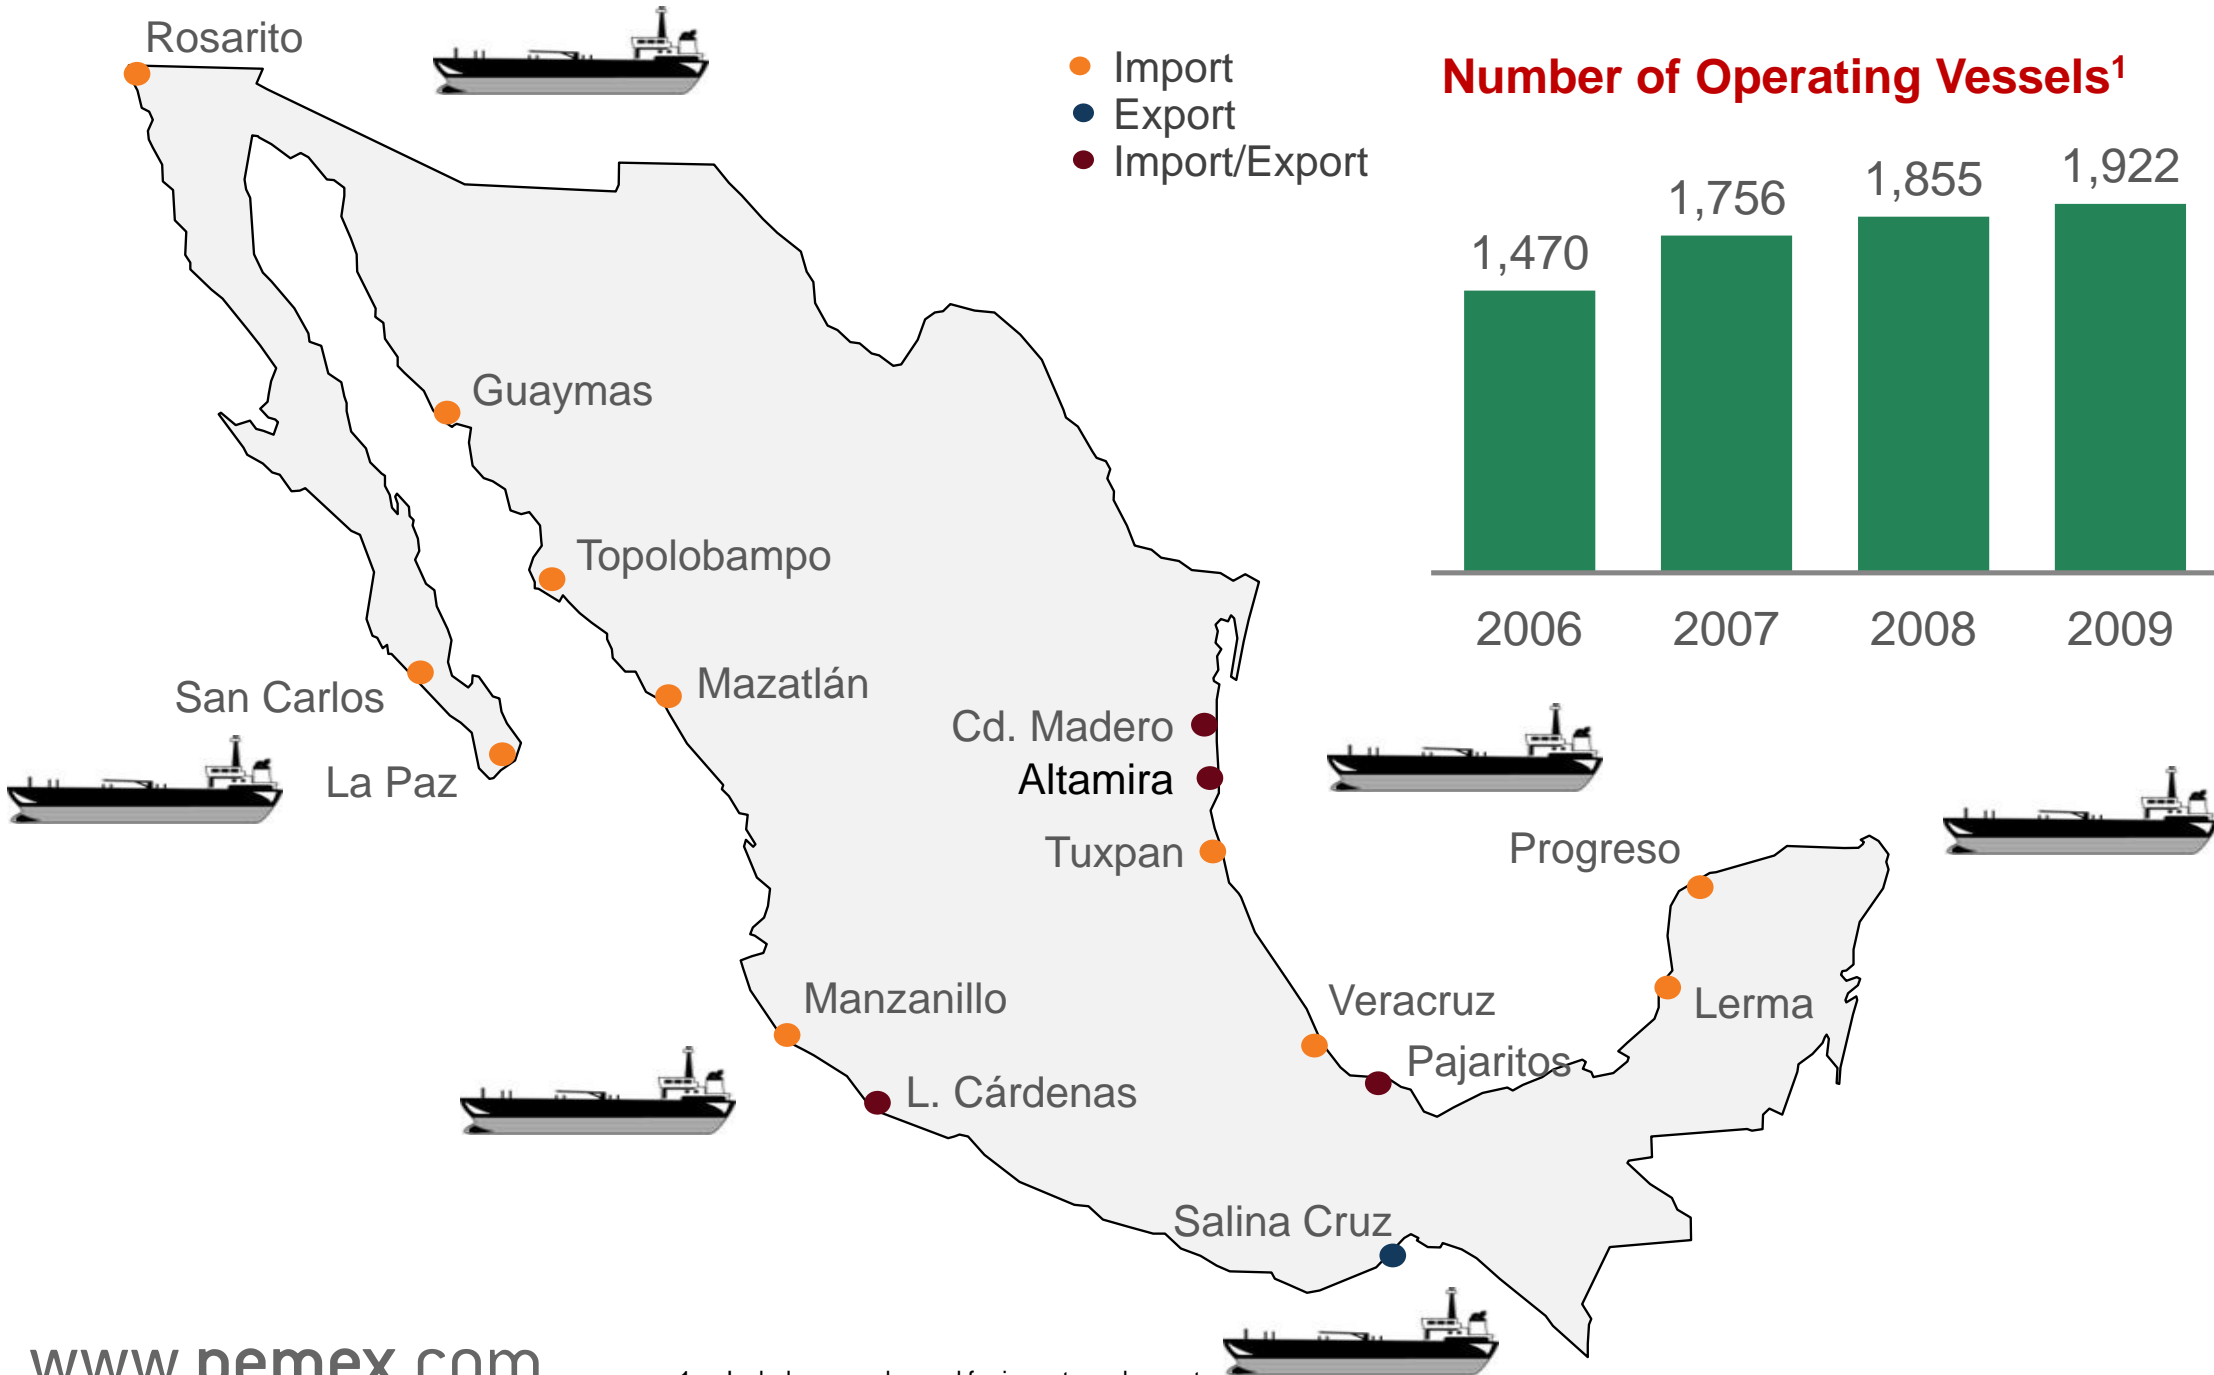 Rosarito
Import
Export
Import/Export
Number of Operating Vessels¹
1,470
1,756
1,855
1,922
2006
2007
2008
2009
Guaymas
Topolobampo
San Carlos
La Paz
Mazatlán
Cd. Madero
Altamira
Tuxpan
Progreso
Manzanillo
Veracruz
Lerma
L. Cárdenas
Pajaritos
Salina Cruz
www.pemex.com